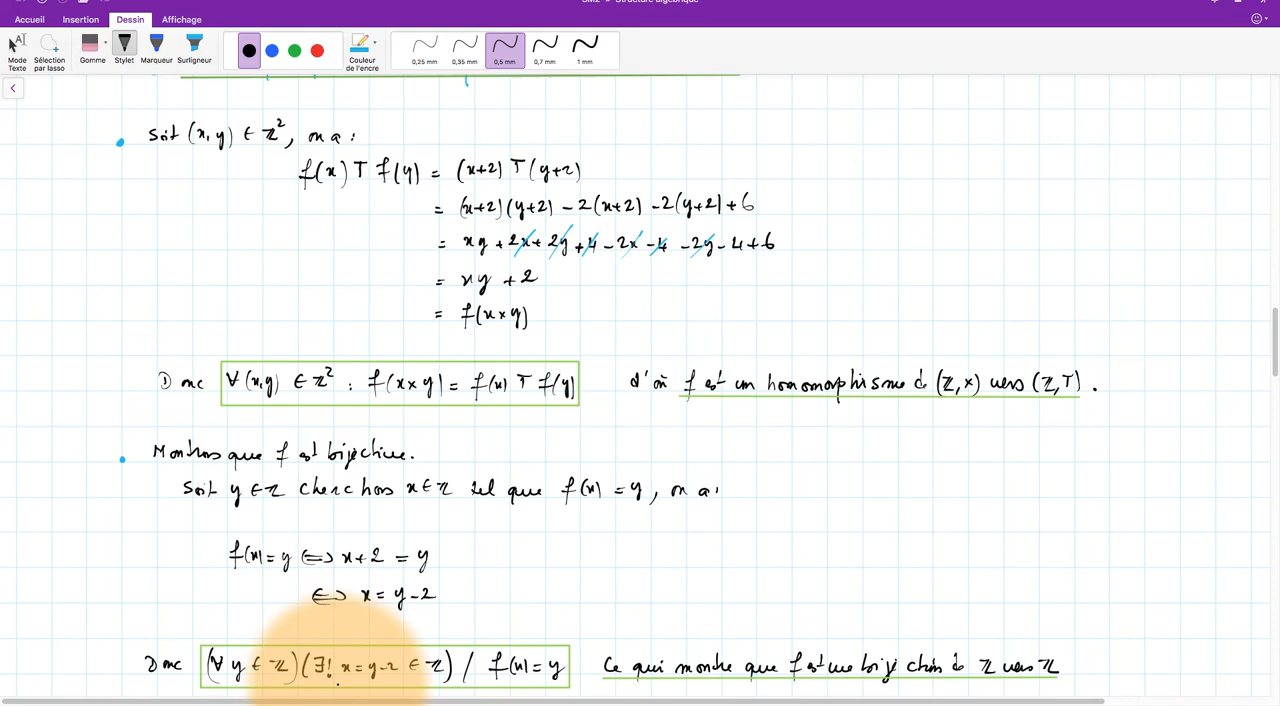 SM2 » Structure algébrique
Accueil Insertion Dessin Affichage
Mode Texte Sélection par lasso Gomme Stylet Marqueur Surligneur Couleur de l'encre 0,25 mm 0,35 mm 0,5 mm 0,7 mm 1 mm
Soit (x,y) ∈ ℤ², on a :
f(x) T f(y) = (x+2) T (y+2)
= (x+2)(y+2) - 2(x+2) - 2(y+2) + 6
= xy + 2x + 2y + 4 - 2x - 4 - 2y - 4 + 6
= xy + 2
= f(x×y)
Donc ∀(x,y) ∈ ℤ² : f(x×y) = f(x) T f(y) d'où f est un homomorphisme de (ℤ,×) vers (ℤ,T).
Montrons que f est bijective.
Soit y ∈ ℤ cherchons x ∈ ℤ tel que f(x) = y, on a :
f(x) = y ⟺ x+2 = y
⟺ x = y-2
Donc (∀ y ∈ ℤ)(∃! x = y-2 ∈ ℤ) / f(x) = y Ce qui montre que f est une bijection de ℤ vers ℤ